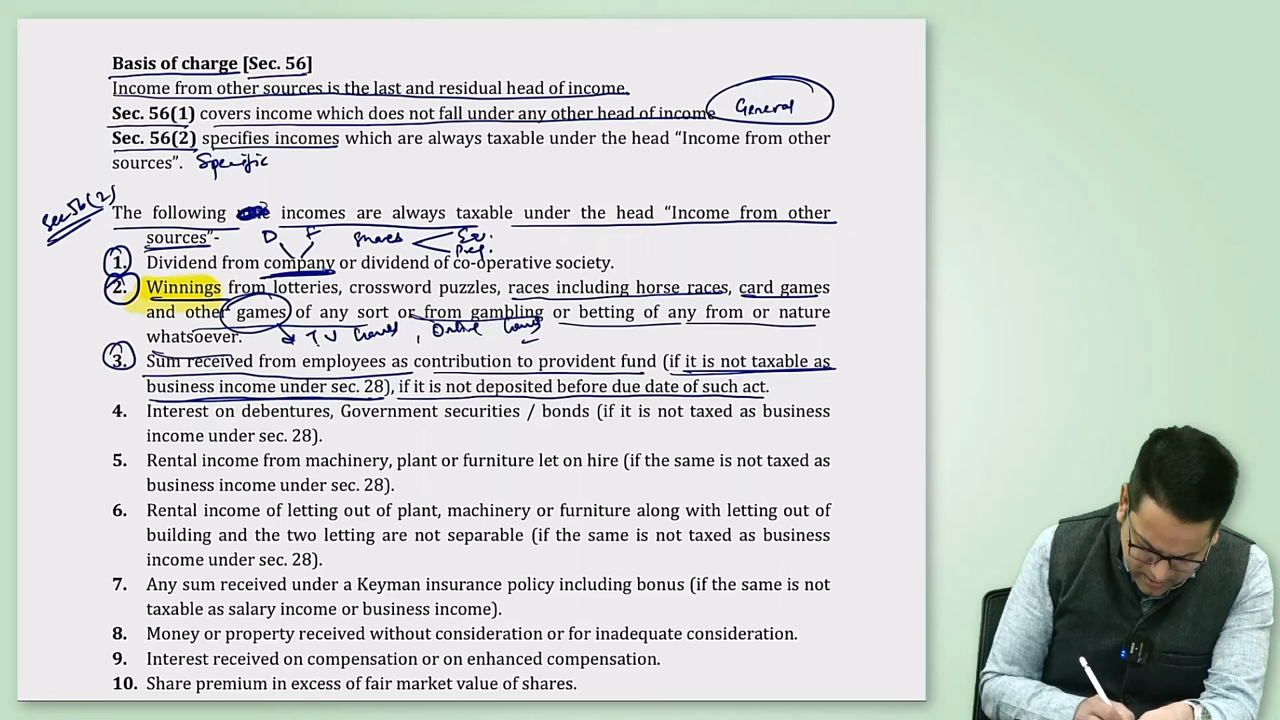 Basis of charge [Sec. 56]
Income from other sources is the last and residual head of income.
Sec. 56(1) covers income which does not fall under any other head of income General
Sec. 56(2) specifies incomes which are always taxable under the head “Income from other
sources”. Specific
Sec 56(2)
The following incomes are always taxable under the head “Income from other
sources”-
D F Shares Eq. Pref.
1. Dividend from company or dividend of co-operative society.
2. Winnings from lotteries, crossword puzzles, races including horse races, card games
and other games of any sort or from gambling or betting of any from or nature
whatsoever. TV Games, Online Games
3. Sum received from employees as contribution to provident fund (if it is not taxable as
business income under sec. 28), if it is not deposited before due date of such act.
4. Interest on debentures, Government securities / bonds (if it is not taxed as business
income under sec. 28).
5. Rental income from machinery, plant or furniture let on hire (if the same is not taxed as
business income under sec. 28).
6. Rental income of letting out of plant, machinery or furniture along with letting out of
building and the two letting are not separable (if the same is not taxed as business
income under sec. 28).
7. Any sum received under a Keyman insurance policy including bonus (if the same is not
taxable as salary income or business income).
8. Money or property received without consideration or for inadequate consideration.
9. Interest received on compensation or on enhanced compensation.
10. Share premium in excess of fair market value of shares.